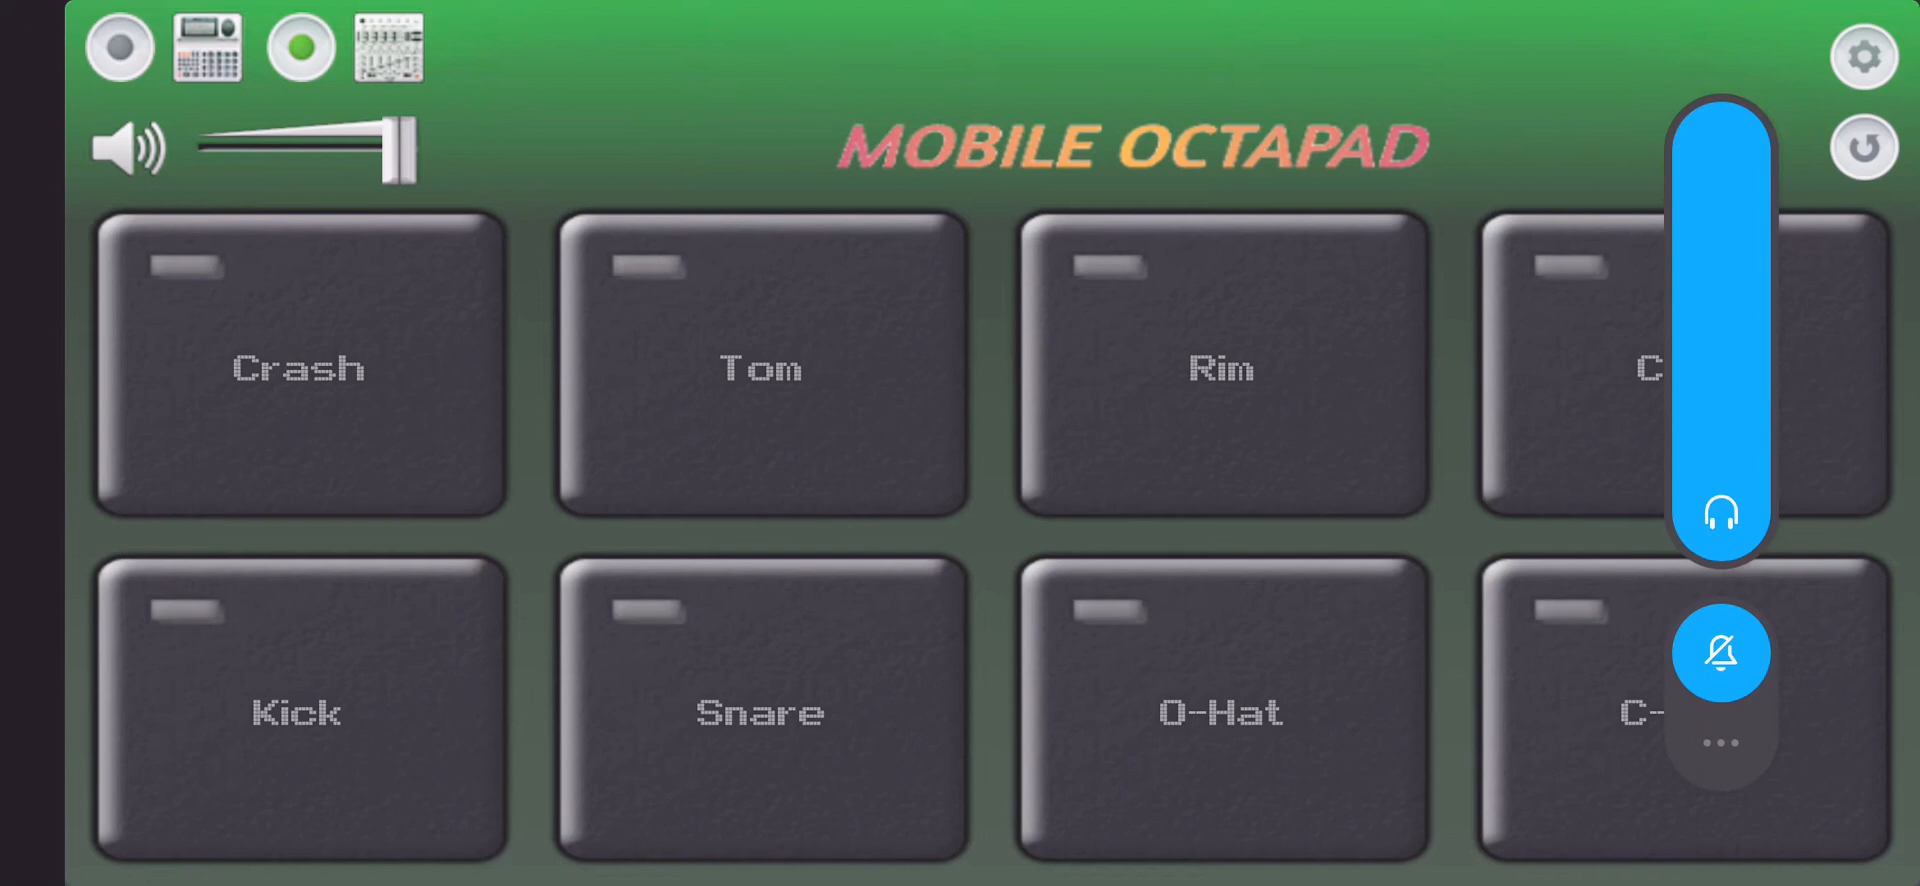 MOBILE OCTAPAD
Crash
Tom
Rim
C
Kick
Snare
O-Hat
C-